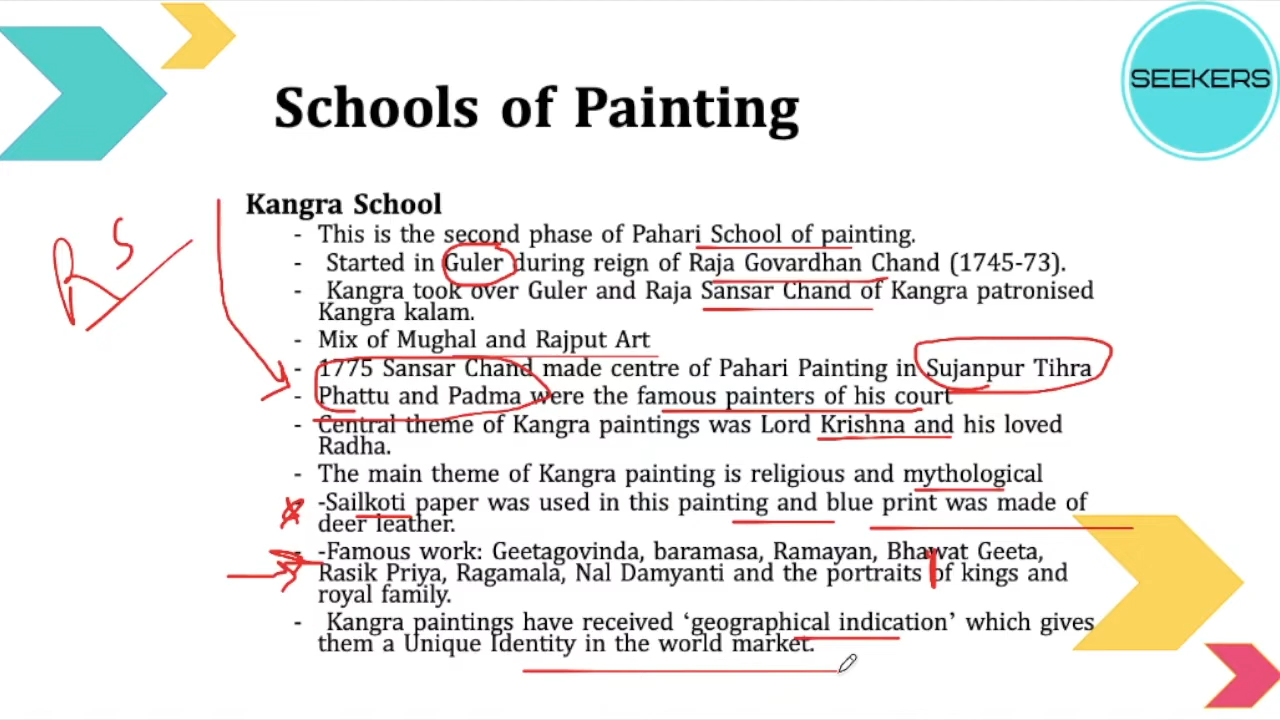 SEEKERS
Schools of Painting
RS
Kangra School
- This is the second phase of Pahari School of painting.
- Started in Guler during reign of Raja Govardhan Chand (1745-73).
- Kangra took over Guler and Raja Sansar Chand of Kangra patronised
Kangra kalam.
- Mix of Mughal and Rajput Art
- 1775 Sansar Chand made centre of Pahari Painting in Sujanpur Tihra
- Phattu and Padma were the famous painters of his court
- Central theme of Kangra paintings was Lord Krishna and his loved
Radha.
- The main theme of Kangra painting is religious and mythological
- -Sailkoti paper was used in this painting and blue print was made of
deer leather.
- -Famous work: Geetagovinda, baramasa, Ramayan, Bhawat Geeta,
Rasik Priya, Ragamala, Nal Damyanti and the portraits of kings and
royal family.
- Kangra paintings have received ‘geographical indication’ which gives
them a Unique Identity in the world market.